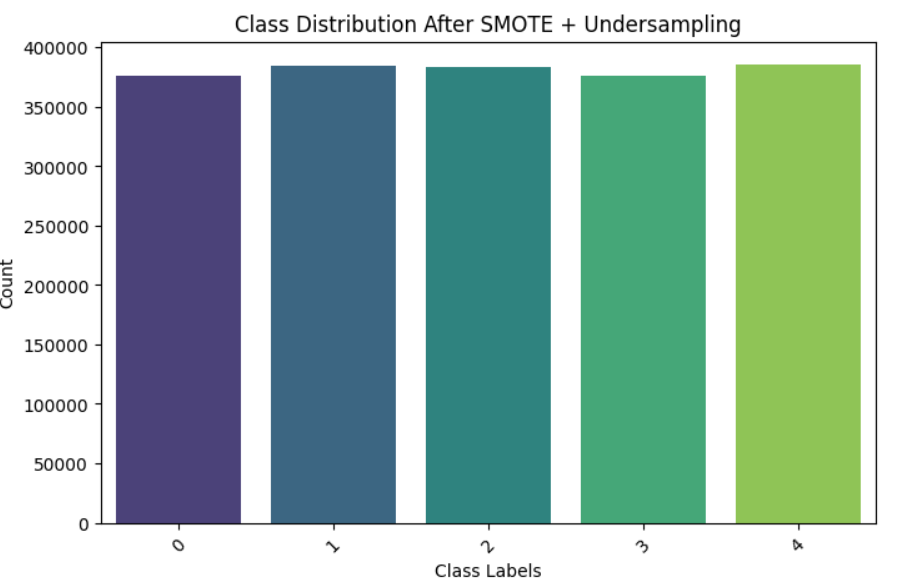 Class Distribution After SMOTE + Undersampling
400000
350000
300000
250000
200000
150000
100000
50000
0
Count
0 1 2 3 4
Class Labels